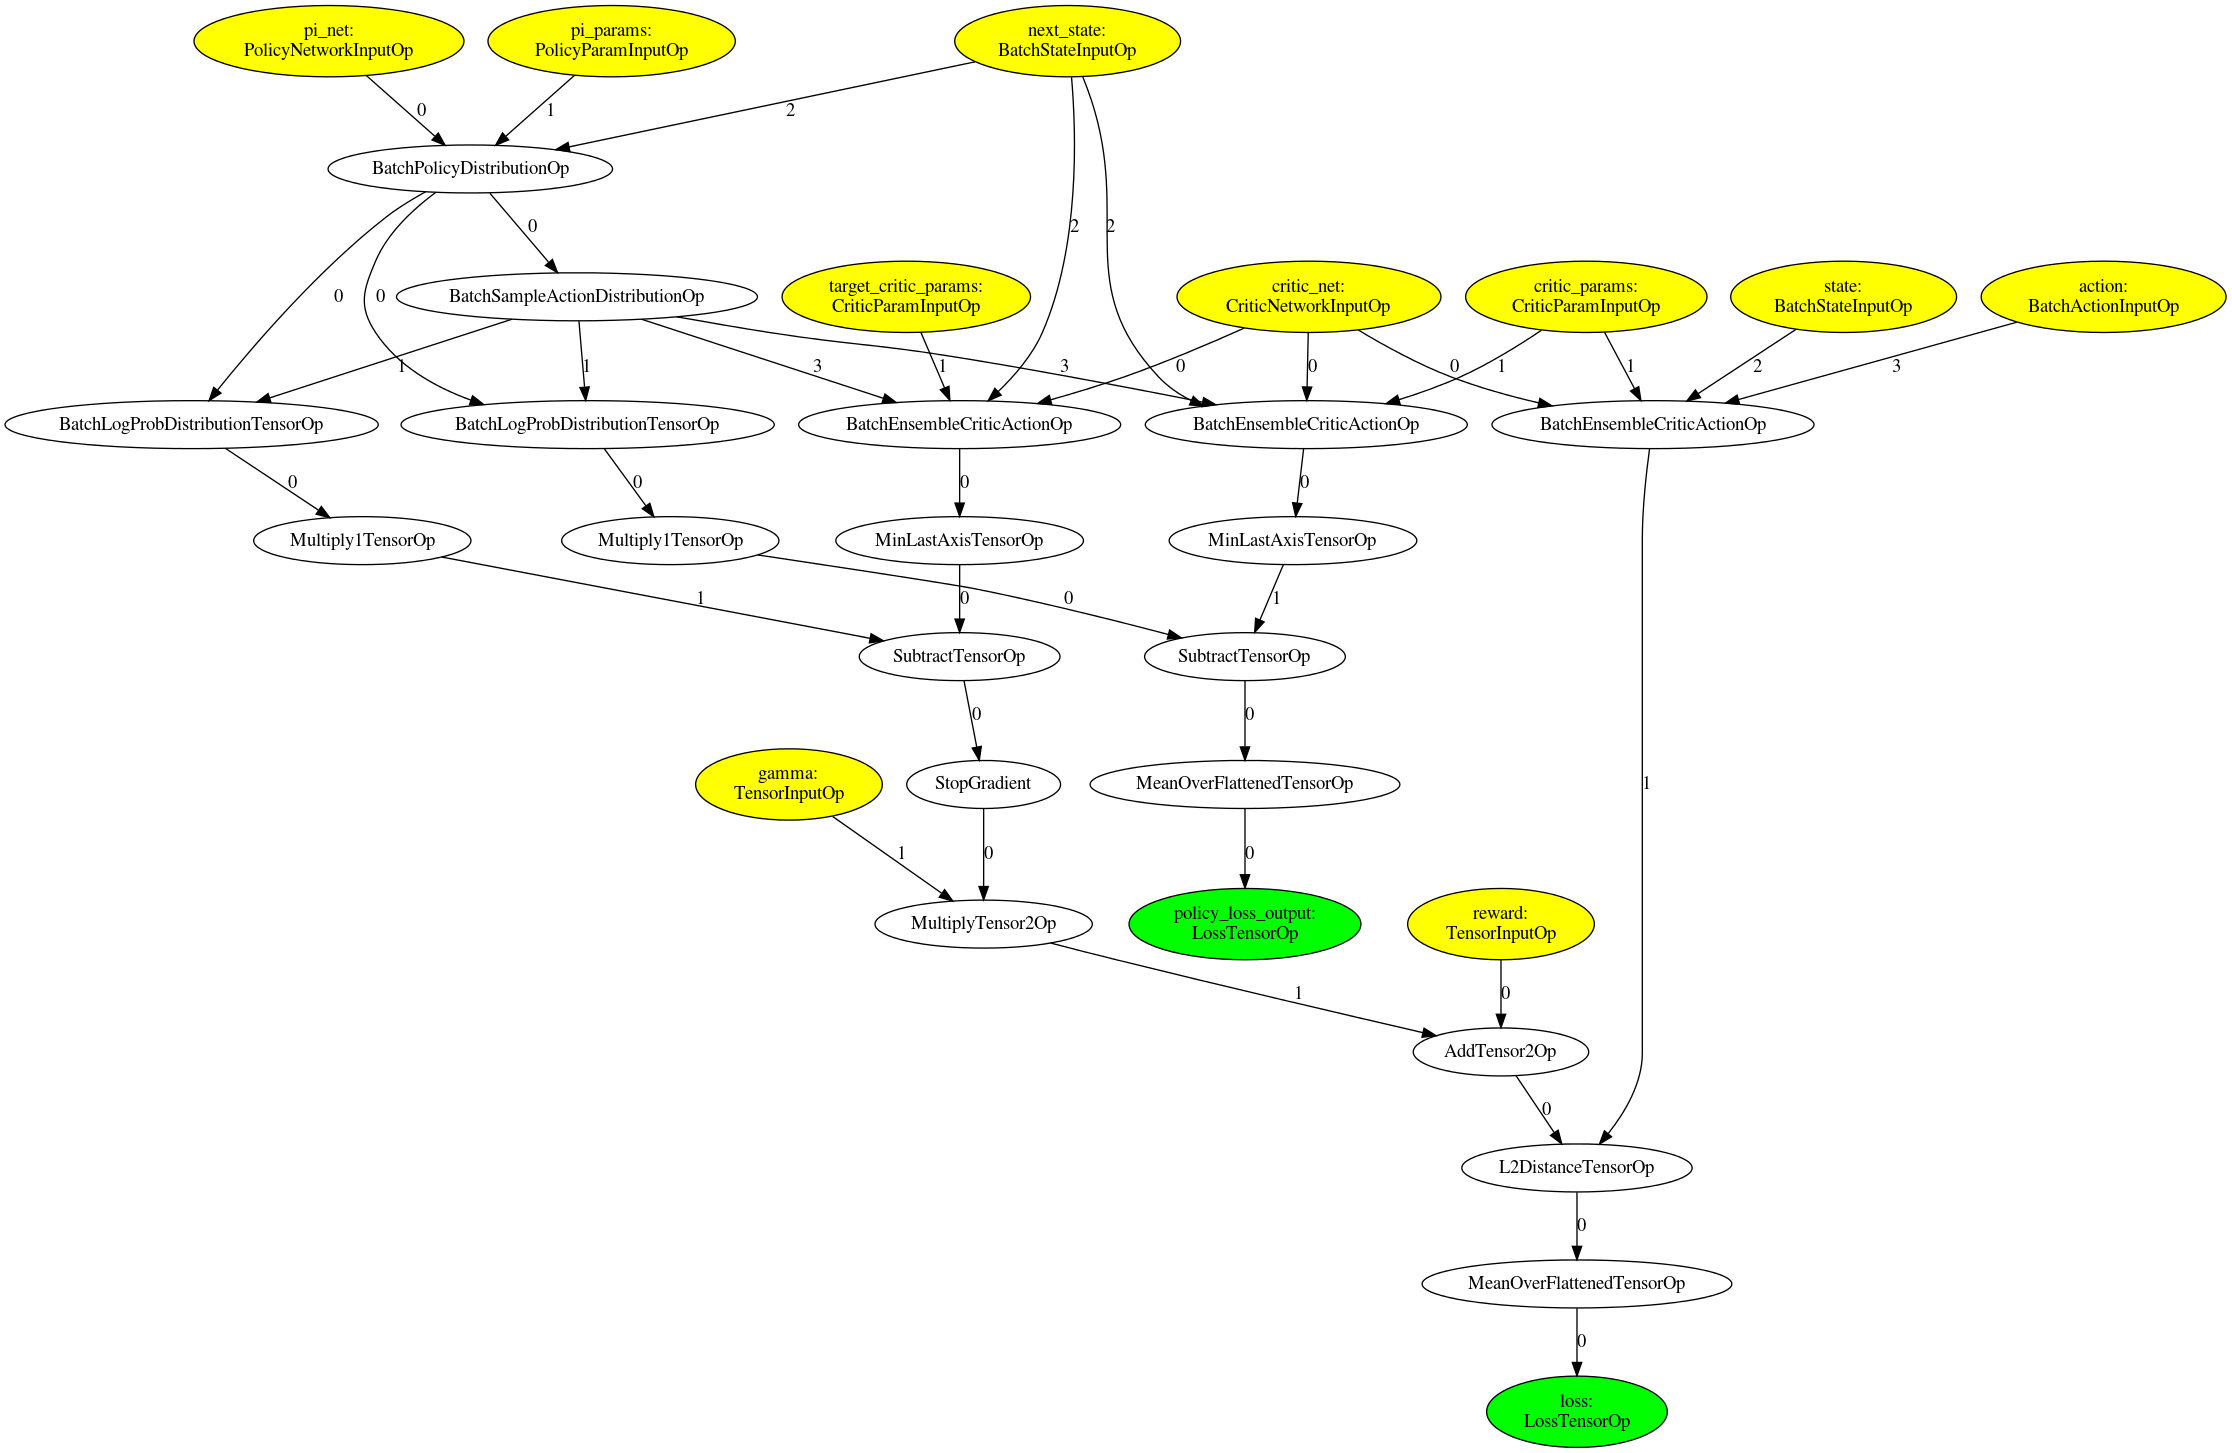 pi_net:
PolicyNetworkInputOp
pi_params:
PolicyParamInputOp
next_state:
BatchStateInputOp
0
1
2
BatchPolicyDistributionOp
0
2
2
0
0
BatchSampleActionDistributionOp
target_critic_params:
CriticParamInputOp
critic_net:
CriticNetworkInputOp
critic_params:
CriticParamInputOp
state:
BatchStateInputOp
action:
BatchActionInputOp
1
1
3
1
3
0
0
0
1
1
2
3
BatchLogProbDistributionTensorOp
BatchLogProbDistributionTensorOp
BatchEnsembleCriticActionOp
BatchEnsembleCriticActionOp
BatchEnsembleCriticActionOp
0
0
0
0
Multiply1TensorOp
Multiply1TensorOp
MinLastAxisTensorOp
MinLastAxisTensorOp
1
0
0
1
SubtractTensorOp
SubtractTensorOp
0
0
gamma:
TensorInputOp
StopGradient
MeanOverFlattenedTensorOp
1
1
0
0
MultiplyTensor2Op
policy_loss_output:
LossTensorOp
reward:
TensorInputOp
1
0
AddTensor2Op
0
L2DistanceTensorOp
0
MeanOverFlattenedTensorOp
0
loss:
LossTensorOp